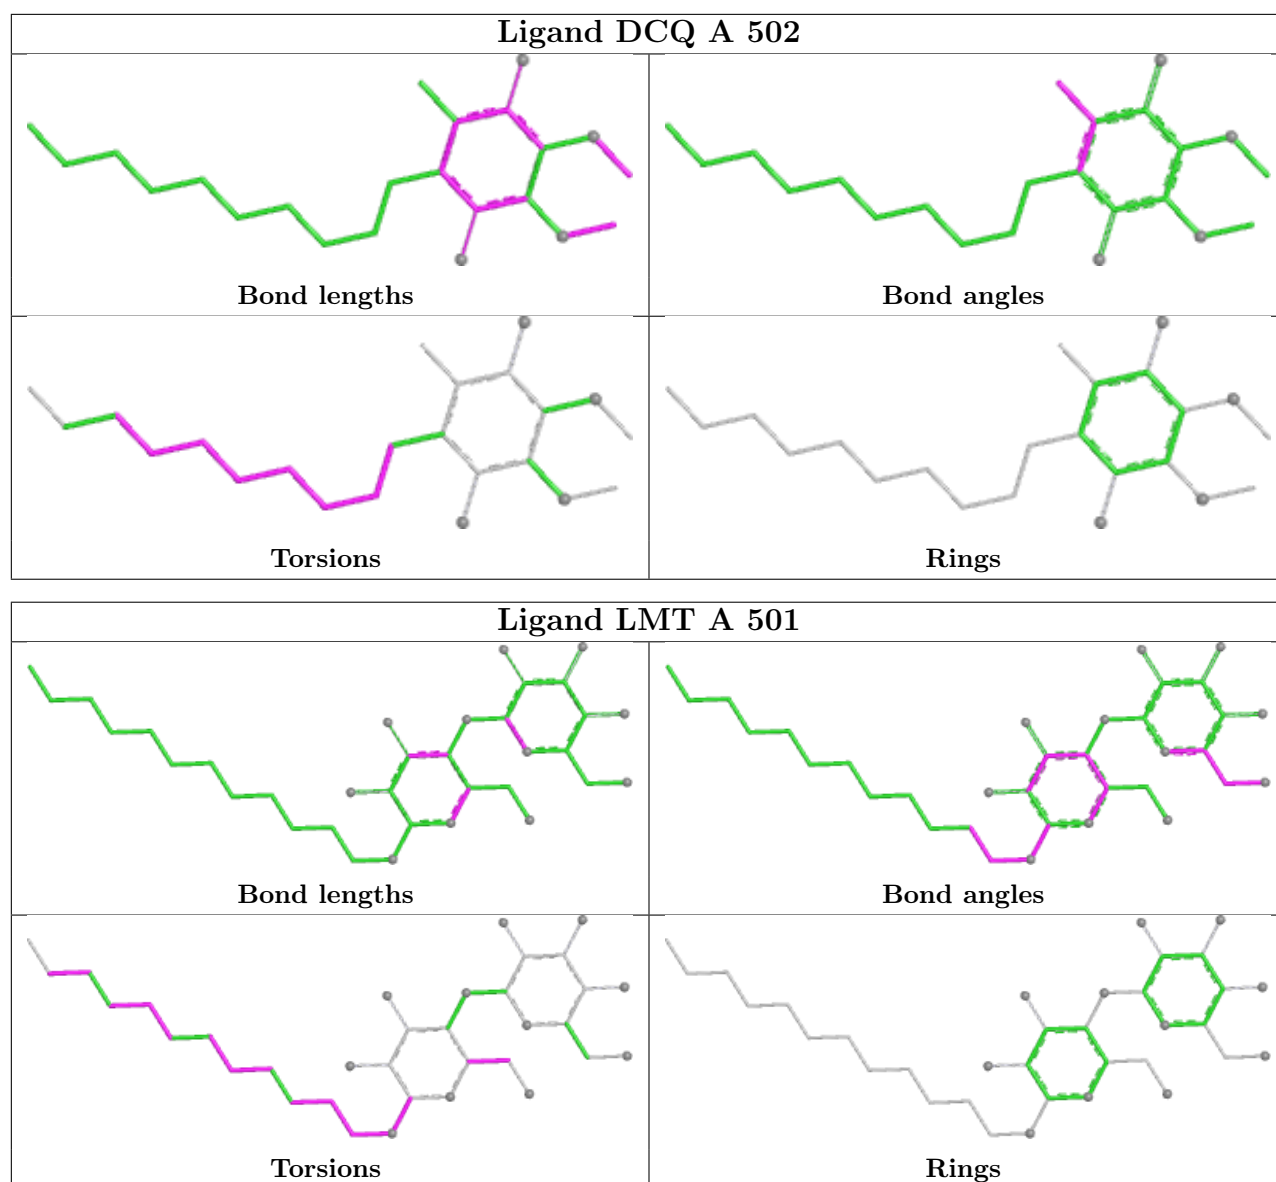 Ligand DCQ A 502
Bond lengths
Bond angles
Torsions
Rings
Ligand LMT A 501
Bond lengths
Bond angles
Torsions
Rings